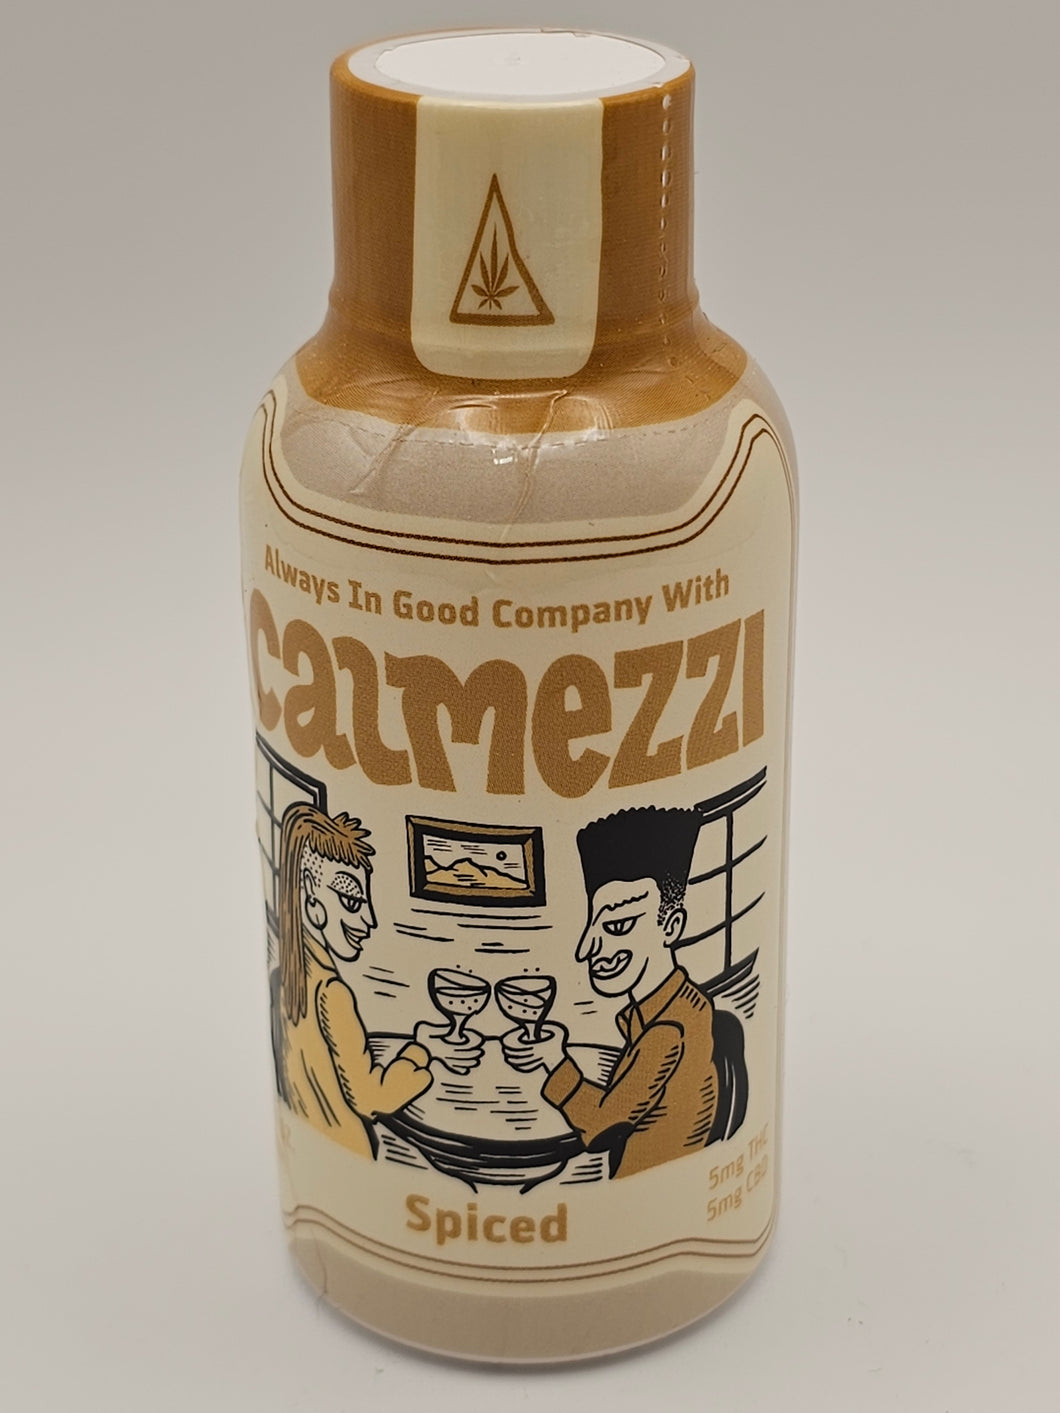 Always In Good Company With
Calmezzi
Spiced
5mg THC
5mg CBD